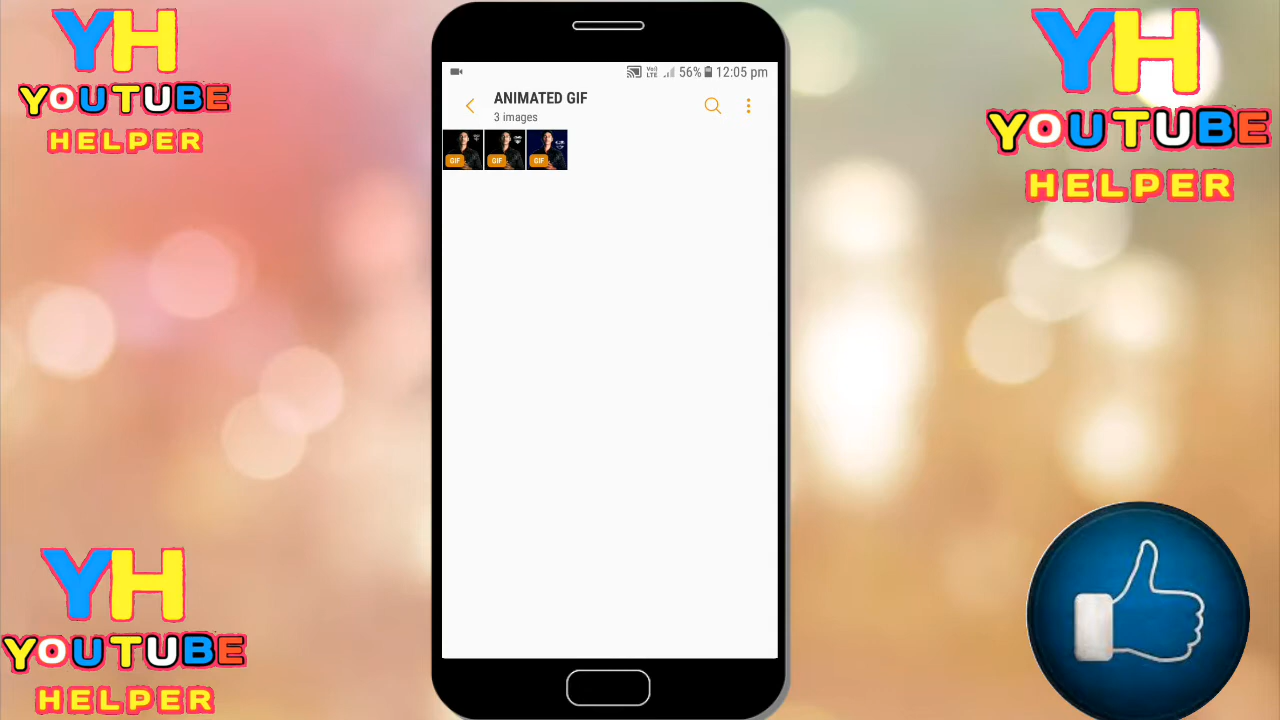 YH
YOUTUBE
HELPER
YH
YOUTUBE
HELPER
56% 12:05 pm
ANIMATED GIF
3 images
GIF GIF GIF
YH
YOUTUBE
HELPER